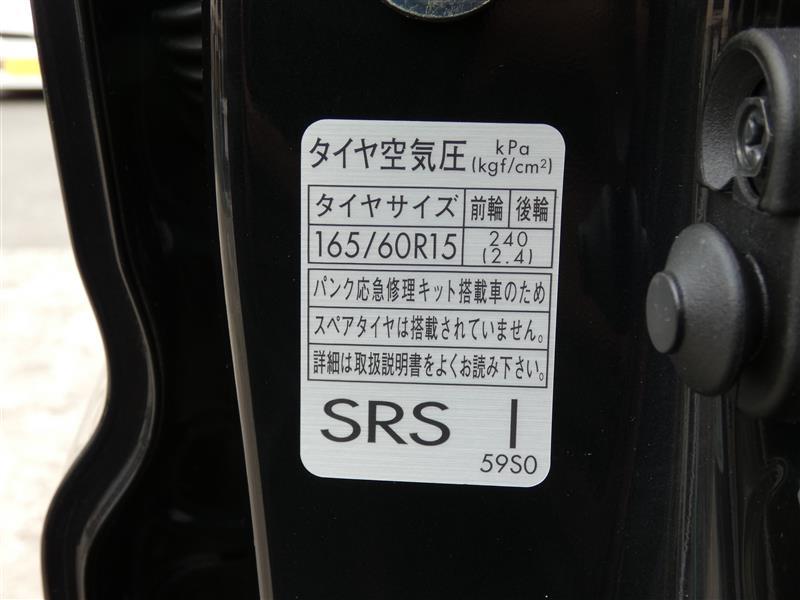 タイヤ空気圧 kPa (kgf/cm²)
タイヤサイズ 前輪 後輪
165/60R15 240 (2.4)
パンク応急修理キット搭載車のため
スペアタイヤは搭載されていません。
詳細は取扱説明書をよくお読み下さい。
SRS I
59S0